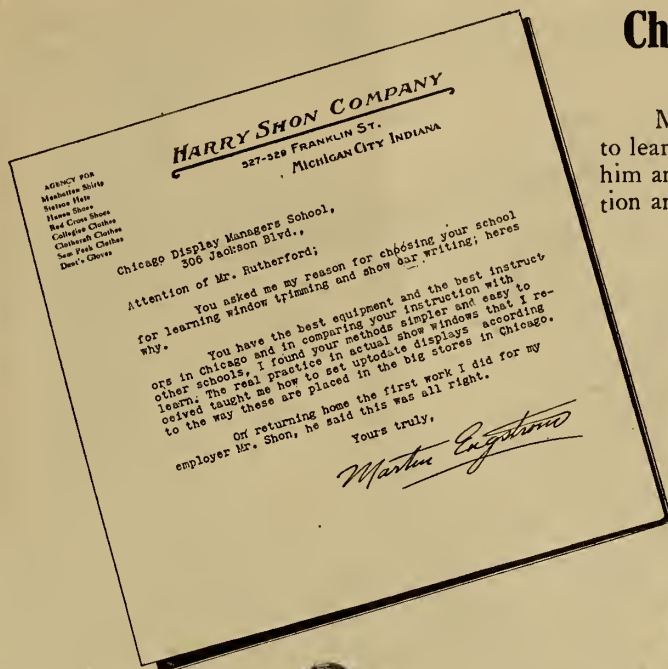 Ch
M
to lear
him ar
tion ar
HARRY SHON COMPANY
527-529 FRANKLIN ST.
MICHIGAN CITY INDIANA
AGENCY FOR
Manhattan Shirts
Stetson Hats
Hanan Shoes
Red Cross Shoes
Collegian Clothes
Clothcraft Clothes
Sam Peck Clothes
Dent's Gloves
Chicago Display Managers School,
306 Jackson Blvd.,
Attention of Mr. Rutherford;
You asked me my reason for choosing your school
for learning window trimming and show car writing; heres
why.
You have the best equipment and the best instruct-
ors in Chicago and in comparing your instruction with
other schools, I found your methods simpler and easy to
learn. The real practice in actual show windows that I re-
ceived taught me how to set uptodate displays according
to the way these are placed in the big stores in Chicago.
On returning home the first work I did for my
employer Mr. Shon, he said this was all right.
Yours truly,
Martin Engstrom